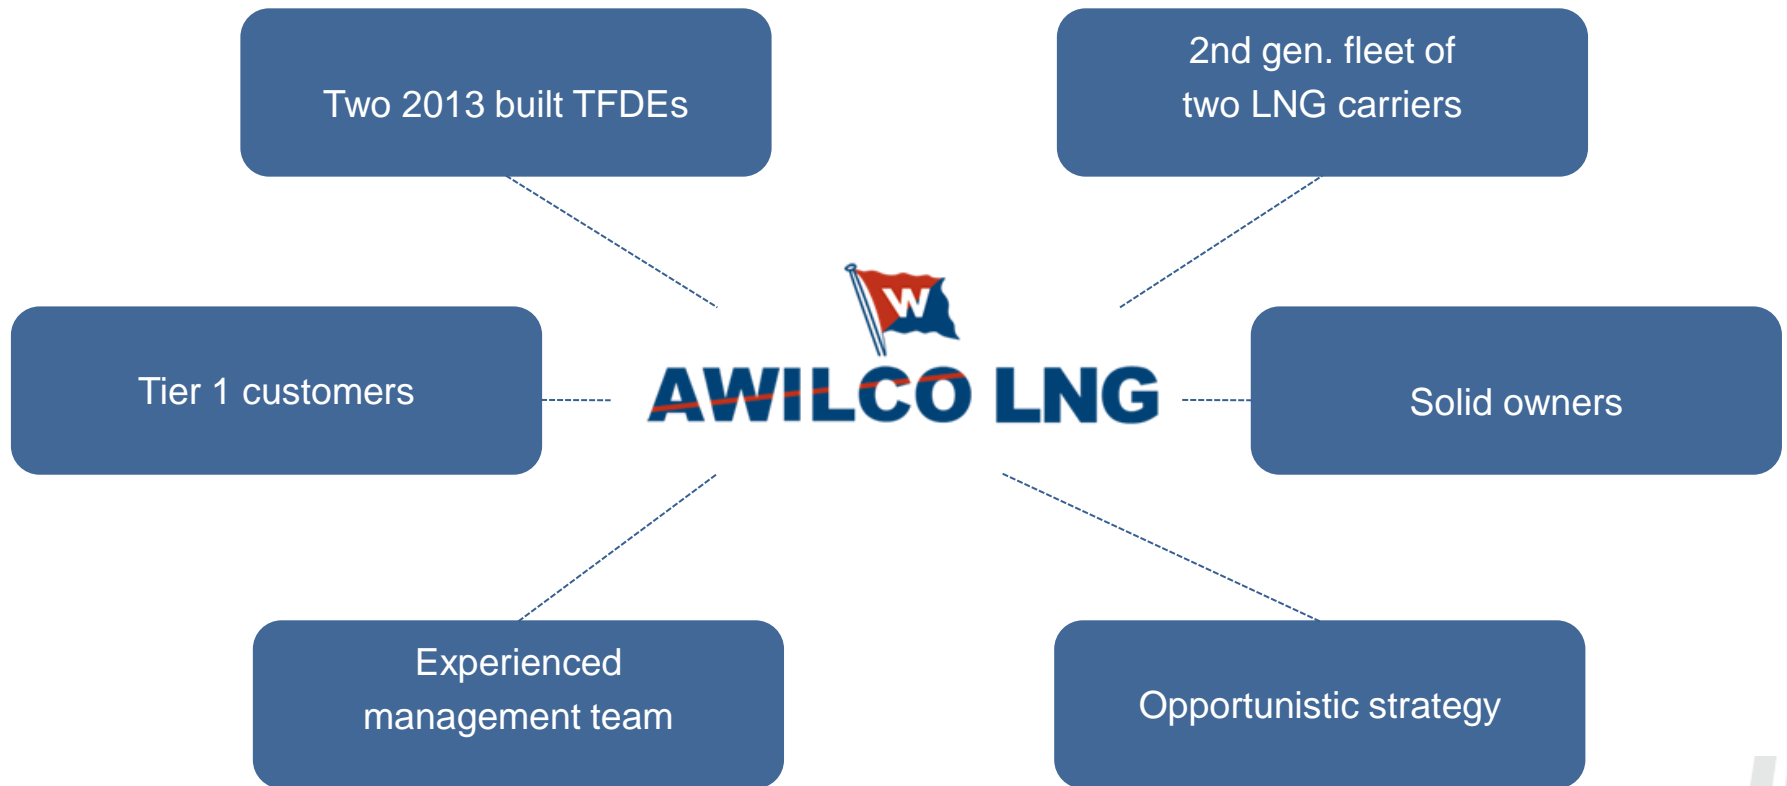 Two 2013 built TFDEs
2nd gen. fleet of
two LNG carriers
W
AWILCO LNG
Tier 1 customers
Solid owners
Experienced
management team
Opportunistic strategy